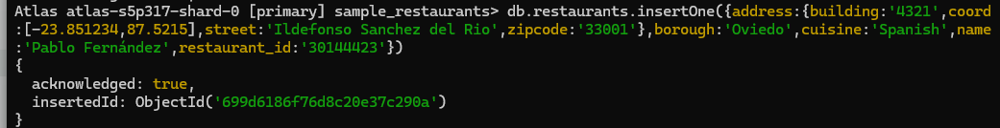 Atlas atlas-s5p317-shard-0 [primary] sample_restaurants> db.restaurants.insertOne({address:{building:'4321',coord
:[-23.851234,87.5215],street:'Ildefonso Sanchez del Rio',zipcode:'33001'},borough:'Oviedo',cuisine:'Spanish',name
:'Pablo Fernández',restaurant_id:'30144423'})
{
  acknowledged: true,
  insertedId: ObjectId('699d6186f76d8c20e37c290a')
}